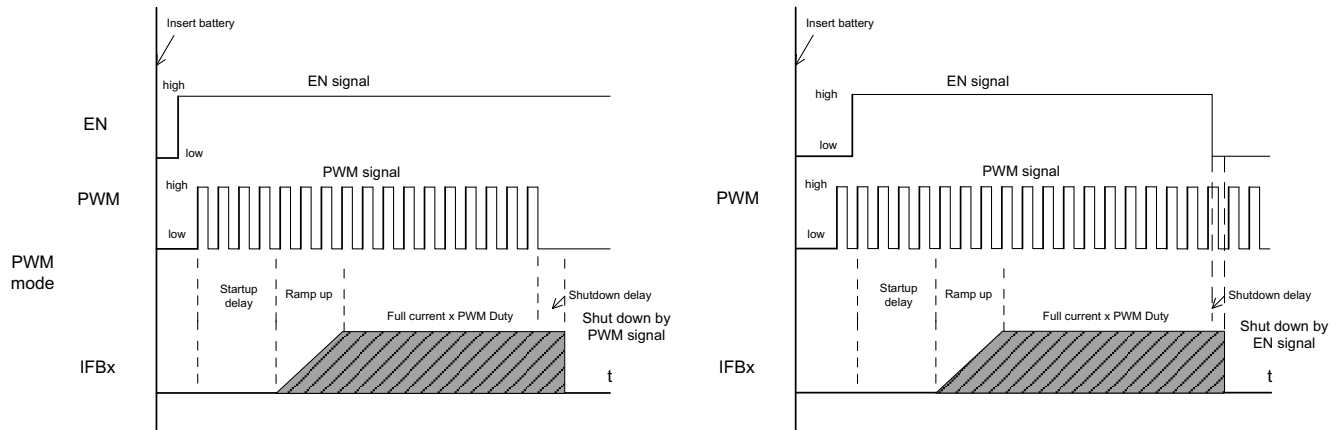 Insert battery
high
EN signal
EN
low
PWM signal
high
PWM
low
PWM
mode
Startup
delay
Ramp up
Shutdown delay
Full current x PWM Duty
Shut down by
PWM signal
IFBx
t
Insert battery
high
EN signal
low
PWM signal
high
PWM
low
Startup
delay
Ramp up
Shutdown delay
Full current x PWM Duty
Shut down by
EN signal
IFBx
t